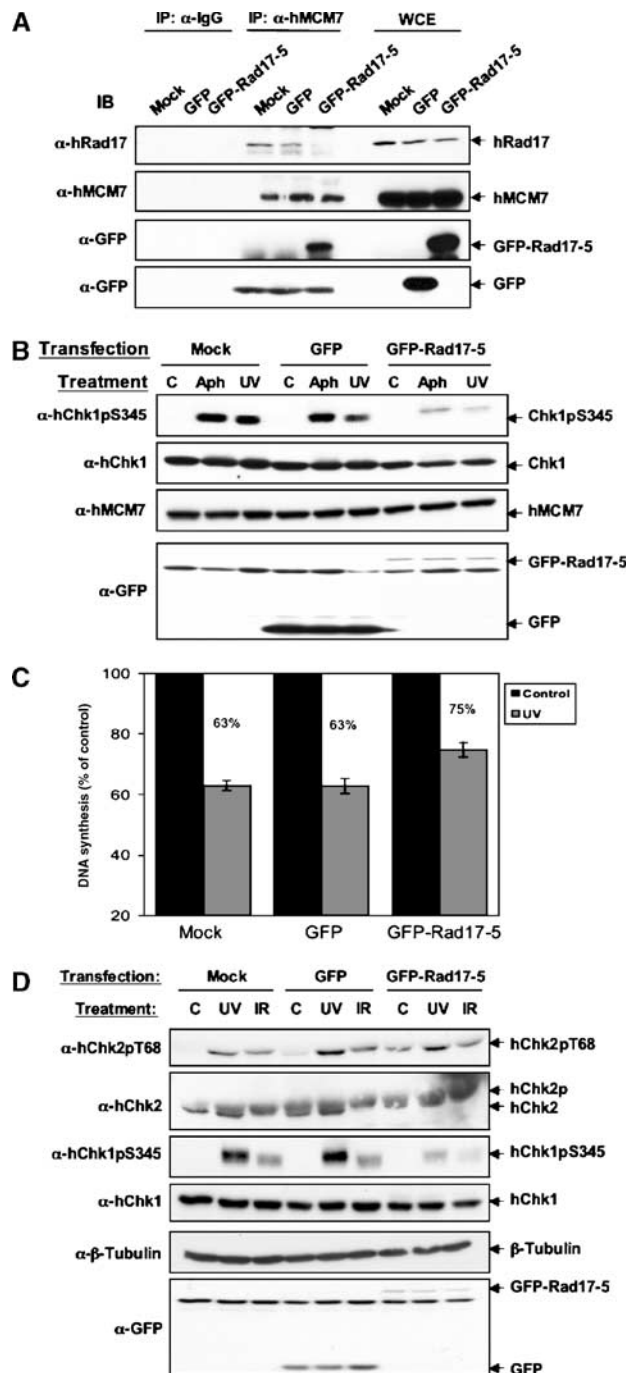 A
IP: α-IgG IP: α-hMCM7 WCE
IB Mock GFP GFP-Rad17-5 Mock GFP GFP-Rad17-5 Mock GFP GFP-Rad17-5
α-hRad17 hRad17
α-hMCM7 hMCM7
α-GFP GFP-Rad17-5
α-GFP GFP
B
Transfection Mock GFP GFP-Rad17-5
Treatment C Aph UV C Aph UV C Aph UV
α-hChk1pS345 Chk1pS345
α-hChk1 Chk1
α-hMCM7 hMCM7
GFP-Rad17-5
α-GFP
GFP
C
DNA synthesis (% of control)
100
80
60
40
20
63% 63% 75%
Control
UV
Mock GFP GFP-Rad17-5
D
Transfection: Mock GFP GFP-Rad17-5
Treatment: C UV IR C UV IR C UV IR
α-hChk2pT68 hChk2pT68
hChk2p
α-hChk2 hChk2
α-hChk1pS345 hChk1pS345
α-hChk1 hChk1
α-β-Tubulin β-Tubulin
GFP-Rad17-5
α-GFP
GFP